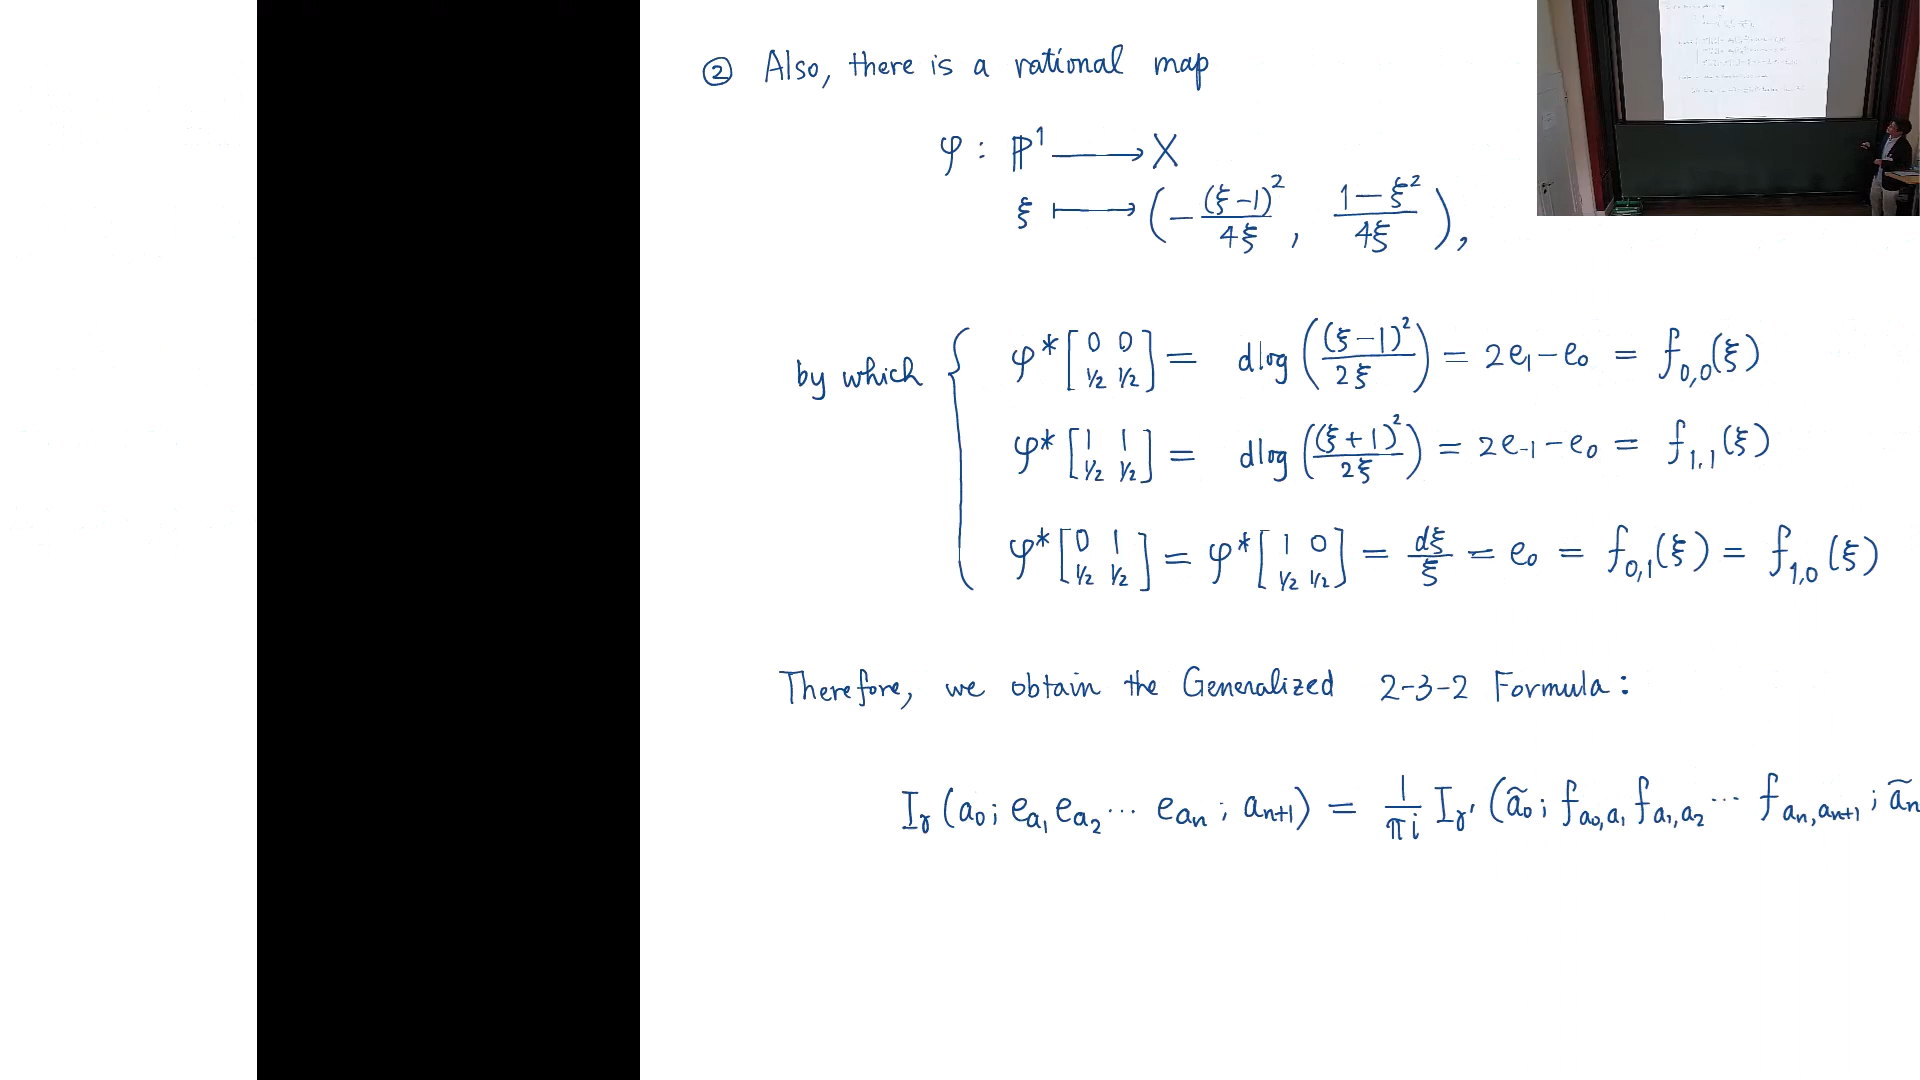 ② Also, there is a rational map
φ : ℙ¹ ⟶ X
ξ ⟼ (−(ξ−1)²/4ξ, (1−ξ²)/4ξ),
by which { φ*[0 0; 1/2 1/2] = dlog((ξ−1)²/2ξ) = 2e₁−e₀ = f₀,₀(ξ)
φ*[1 1; 1/2 1/2] = dlog((ξ+1)²/2ξ) = 2e₋₁−e₀ = f₁,₁(ξ)
φ*[0 1; 1/2 1/2] = φ*[1 0; 1/2 1/2] = dξ/ξ = e₀ = f₀,₁(ξ) = f₁,₀(ξ)
Therefore, we obtain the Generalized 2-3-2 Formula:
I_γ(a₀; e_{a₁} e_{a₂} ⋯ e_{aₙ}; a_{n+1}) = 1/πi I_γ′(ã₀; f_{a₀,a₁} f_{a₁,a₂} ⋯ f_{aₙ,a_{n+1}}; ãₙ